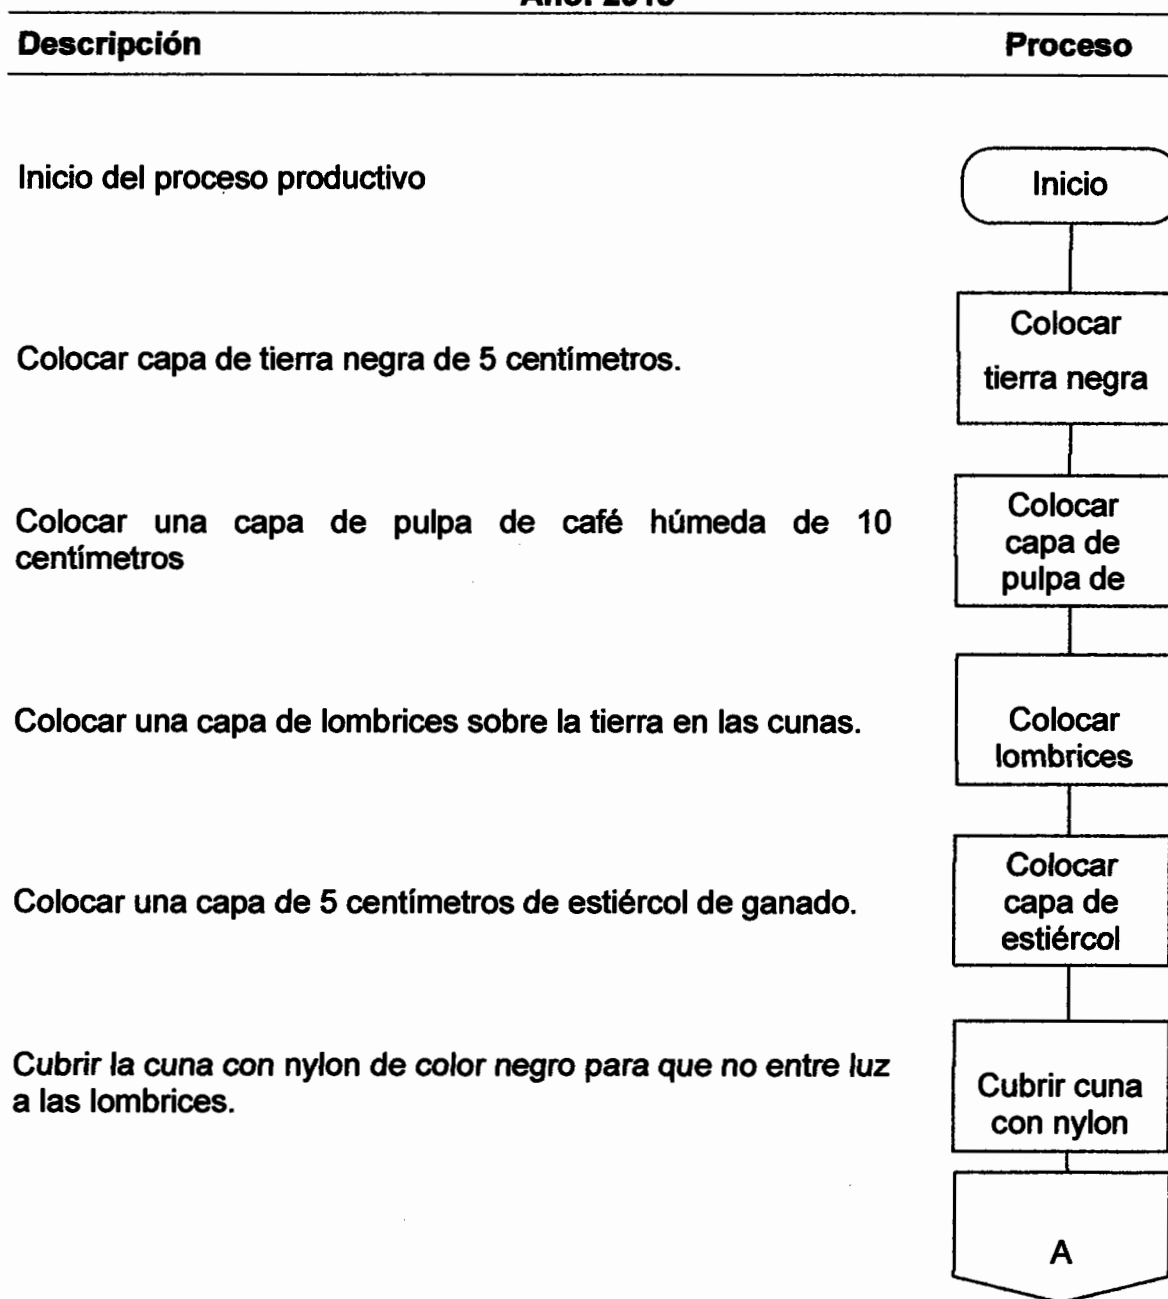 Descripción Proceso
Inicio del proceso productivo
Inicio
Colocar capa de tierra negra de 5 centímetros.
Colocar
tierra negra
Colocar una capa de pulpa de café húmeda de 10
centímetros
Colocar
capa de
pulpa de
Colocar una capa de lombrices sobre la tierra en las cunas.
Colocar
lombrices
Colocar una capa de 5 centímetros de estiércol de ganado.
Colocar
capa de
estiércol
Cubrir la cuna con nylon de color negro para que no entre luz
a las lombrices.
Cubrir cuna
con nylon
A